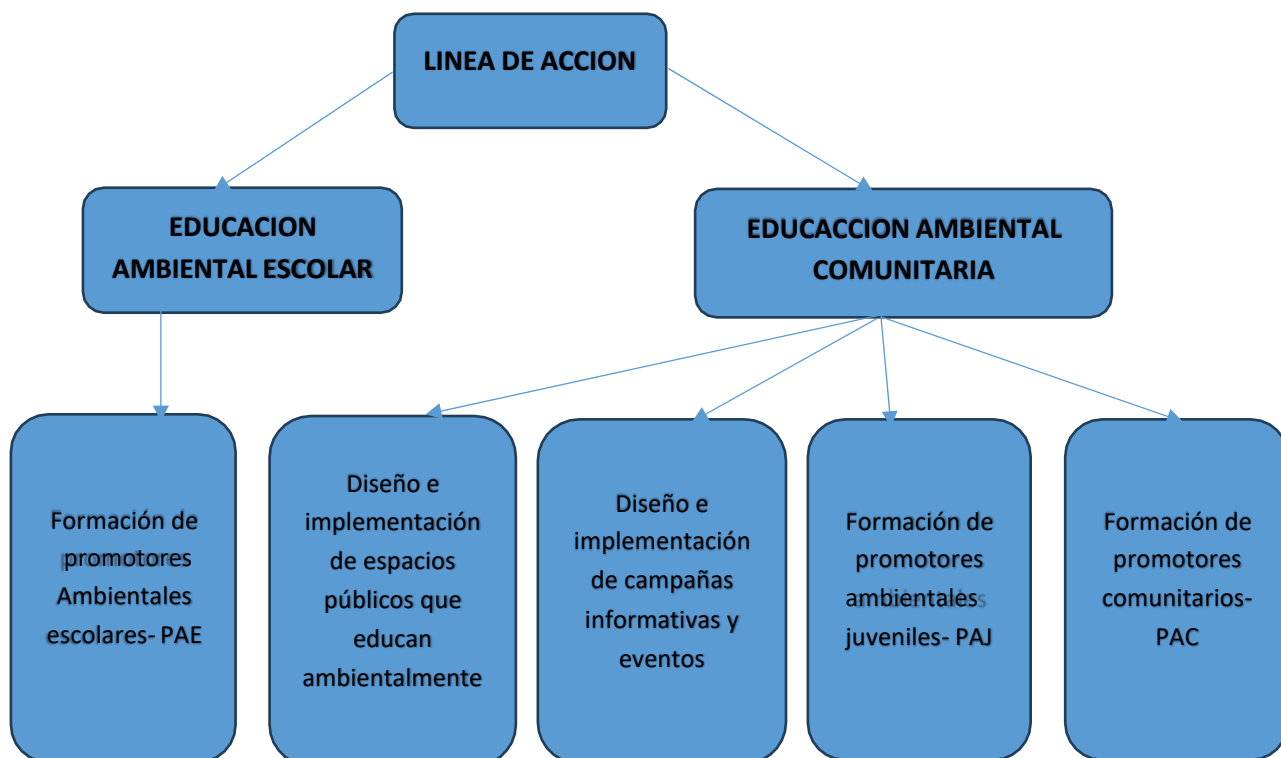 LINEA DE ACCION
EDUCACION
AMBIENTAL ESCOLAR
EDUCACCION AMBIENTAL
COMUNITARIA
Formación de
promotores
Ambientales
escolares- PAE
Diseño e
implementación
de espacios
públicos que
educan
ambientalmente
Diseño e
implementación
de campañas
informativas y
eventos
Formación de
promotores
ambientales
juveniles- PAJ
Formación de
promotores
comunitarios-
PAC